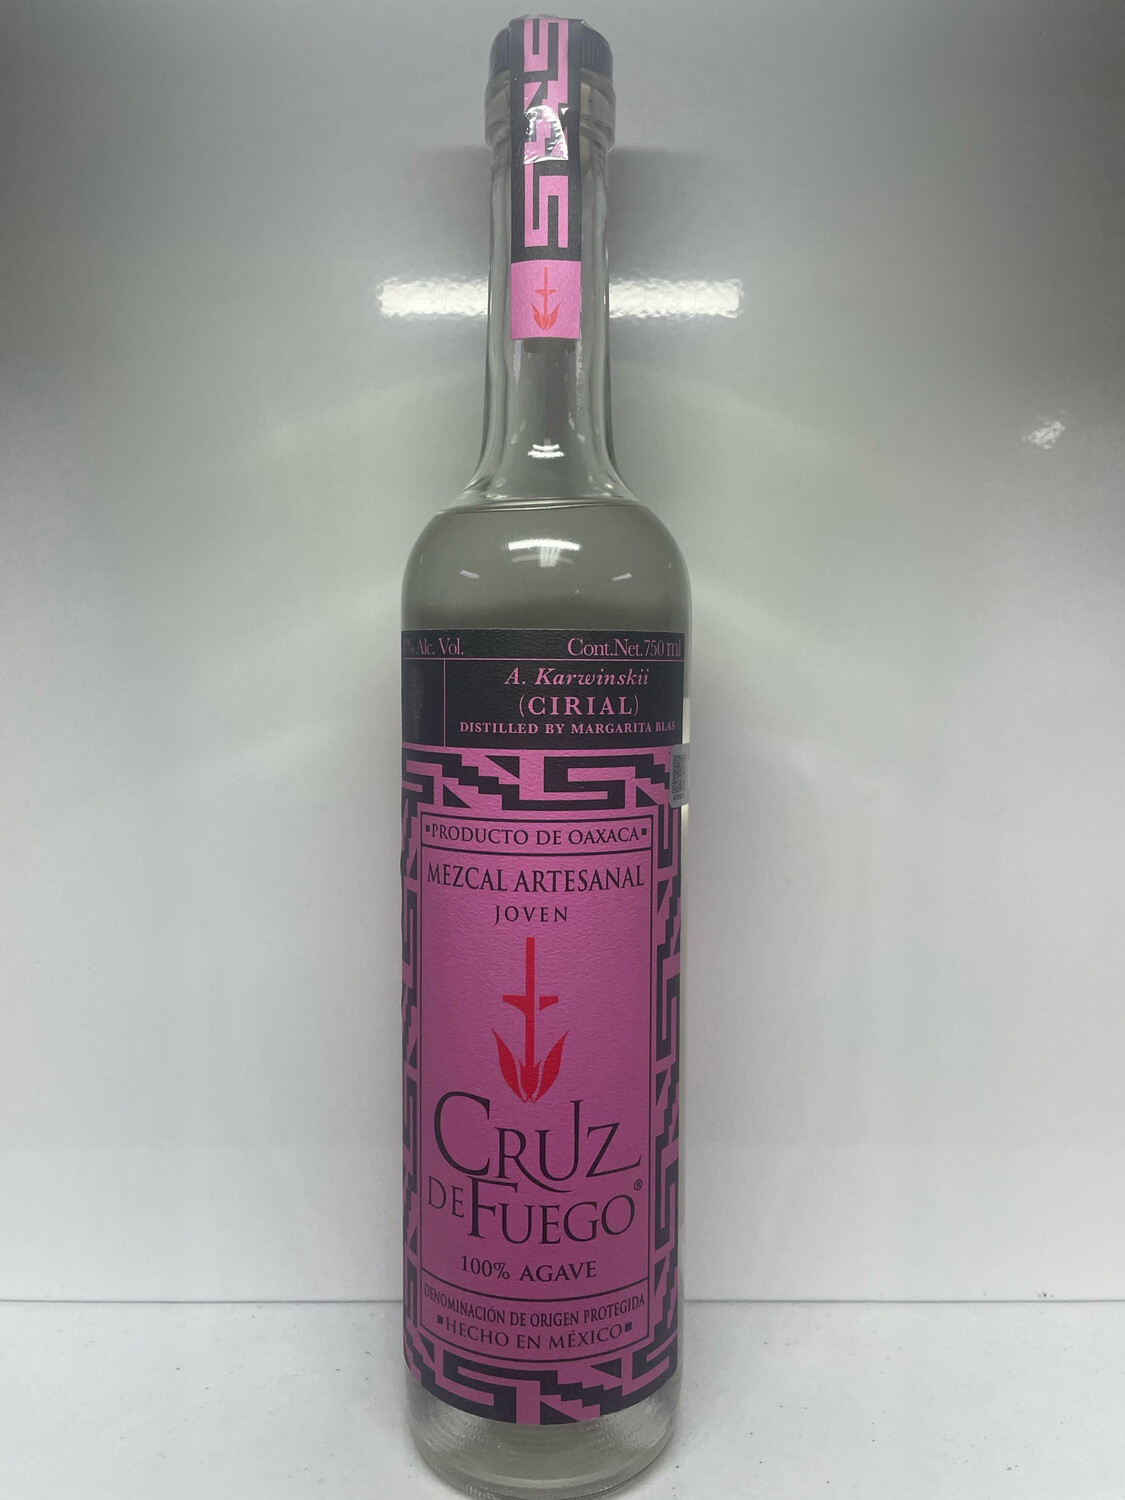 % Alc. Vol. Cont.Net.750 ml
A. Karwinskii
(CIRIAL)
DISTILLED BY MARGARITA BLAS
▪PRODUCTO DE OAXACA▪
MEZCAL ARTESANAL
JOVEN
CRUZ
DE FUEGO®
100% AGAVE
DENOMINACIÓN DE ORIGEN PROTEGIDA
▪HECHO EN MÉXICO▪